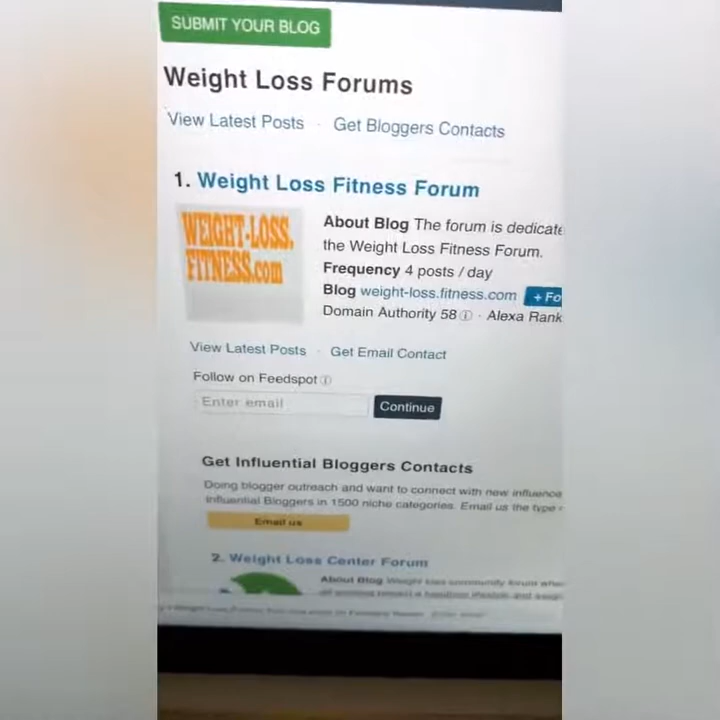 SUBMIT YOUR BLOG
Weight Loss Forums
View Latest Posts · Get Bloggers Contacts
1. Weight Loss Fitness Forum
WEIGHT-LOSS.
FITNESS.com
About Blog The forum is dedicate
the Weight Loss Fitness Forum.
Frequency 4 posts / day
Blog weight-loss.fitness.com + Fo
Domain Authority 58 ⓘ · Alexa Rank
View Latest Posts · Get Email Contact
Follow on Feedspot ⓘ
Enter email Continue
Get Influential Bloggers Contacts
Doing blogger outreach and want to connect with new influence
Influential Bloggers in 1500 niche categories. Email us the type
Email us
2. Weight Loss Center Forum
About Blog Weight loss community forum